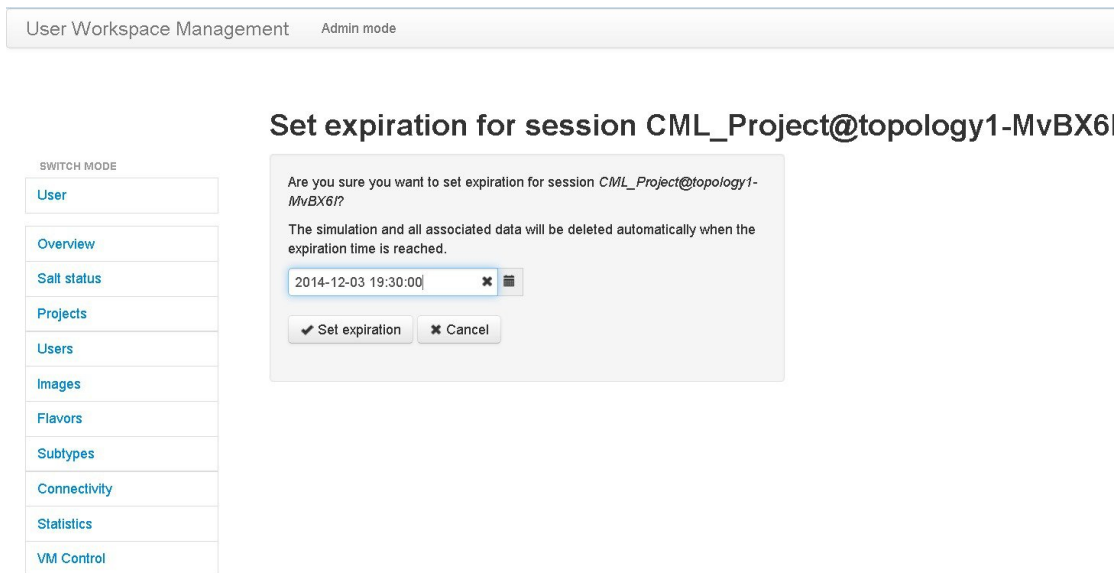 User Workspace Management Admin mode
Set expiration for session CML_Project@topology1-MvBX6
SWITCH MODE
User
Overview
Salt status
Projects
Users
Images
Flavors
Subtypes
Connectivity
Statistics
VM Control
Are you sure you want to set expiration for session CML_Project@topology1-
MvBX6I?
The simulation and all associated data will be deleted automatically when the
expiration time is reached.
2014-12-03 19:30:00
Set expiration
Cancel